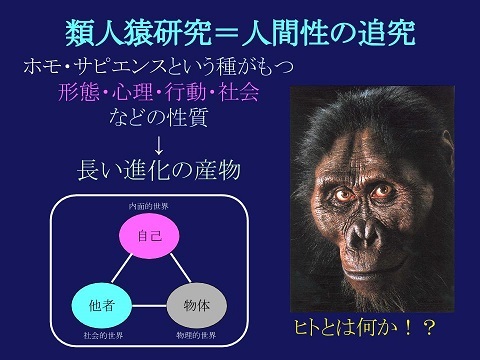 類人猿研究＝人間性の追究
ホモ・サピエンスという種がもつ
形態・心理・行動・社会
などの性質
↓
長い進化の産物
内面的世界
自己
他者
物体
社会的世界
物理的世界
ヒトとは何か！？